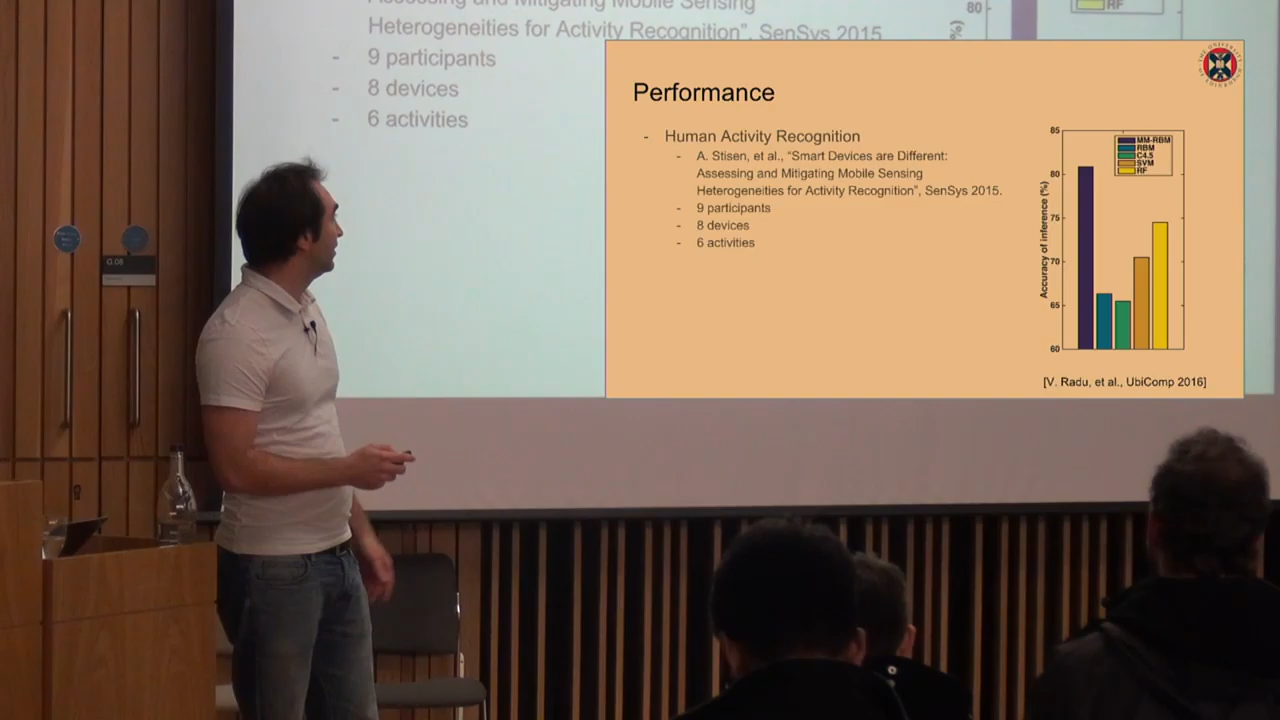 Assessing and Mitigating Mobile Sensing
Heterogeneities for Activity Recognition”, SenSys 2015
- 9 participants
- 8 devices
- 6 activities
80
(%)
RF
G.08
Performance
- Human Activity Recognition
- A. Stisen, et al., “Smart Devices are Different:
Assessing and Mitigating Mobile Sensing
Heterogeneities for Activity Recognition”, SenSys 2015.
- 9 participants
- 8 devices
- 6 activities
Accuracy of inference (%)
85
80
75
70
65
60
MM-RBM
RBM
C4.5
SVM
RF
[V. Radu, et al., UbiComp 2016]